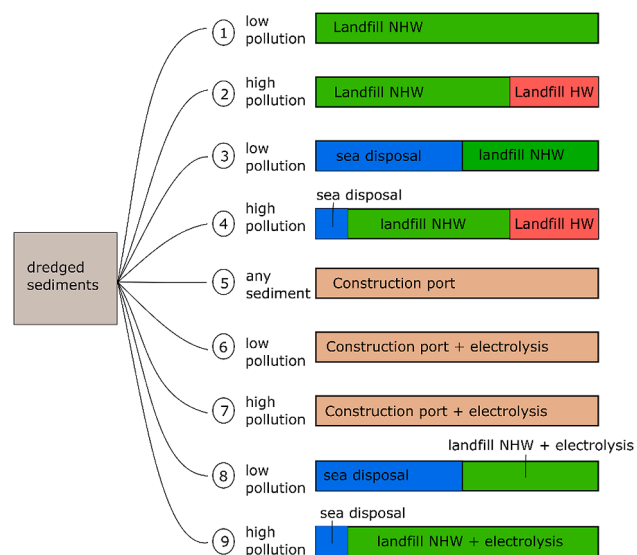 dredged
sediments
1
low
pollution
Landfill NHW
2
high
pollution
Landfill NHW
Landfill HW
3
low
pollution
sea disposal
landfill NHW
4
high
pollution
sea disposal
landfill NHW
Landfill HW
5
any
sediment
Construction port
6
low
pollution
Construction port + electrolysis
7
high
pollution
Construction port + electrolysis
8
low
pollution
sea disposal
landfill NHW + electrolysis
9
high
pollution
sea disposal
landfill NHW + electrolysis